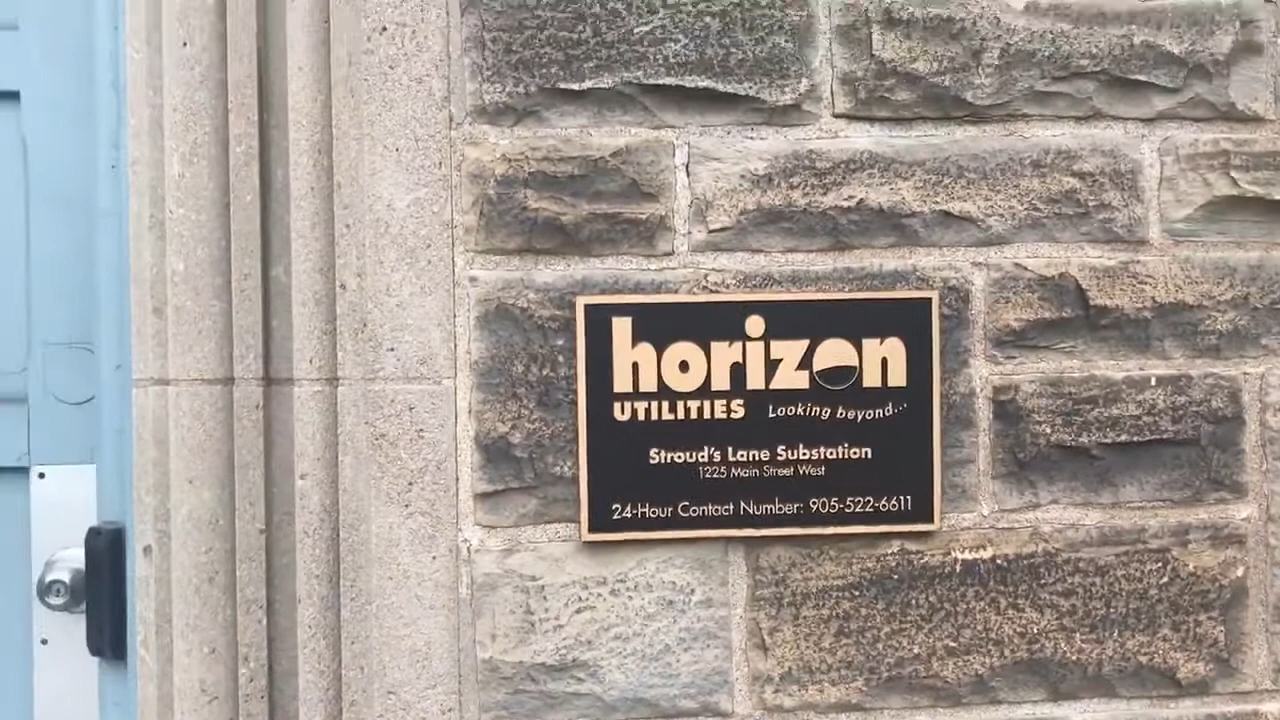 horizon
UTILITIES Looking beyond...
Stroud's Lane Substation
1225 Main Street West
24-Hour Contact Number: 905-522-6611